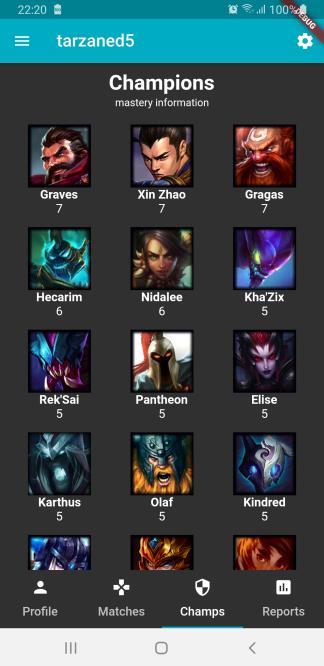 22:20 100% DEBUG
tarzaned5
Champions
mastery information
Graves Xin Zhao Gragas
7 7 7
Hecarim Nidalee Kha'Zix
6 6 5
Rek'Sai Pantheon Elise
5 5 5
Karthus Olaf Kindred
5 5 5
Profile Matches Champs Reports